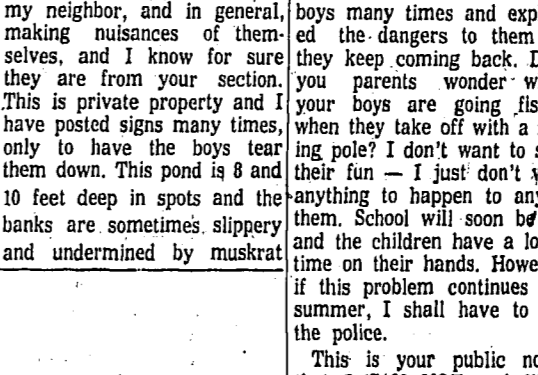 my neighbor, and in general,
making nuisances of them-
selves, and I know for sure
they are from your section.
This is private property and I
have posted signs many times,
only to have the boys tear
them down. This pond is 8 and
10 feet deep in spots and the
banks are sometimes slippery
and undermined by muskrat
boys many times and exp
ed the dangers to them
they keep coming back. D
you parents wonder w
your boys are going fis
when they take off with a
ing pole? I don't want to s
their fun — I just don't
anything to happen to any
them. School will soon be
and the children have a lo
time on their hands. Howe
if this problem continues
summer, I shall have to
the police.
This is your public no